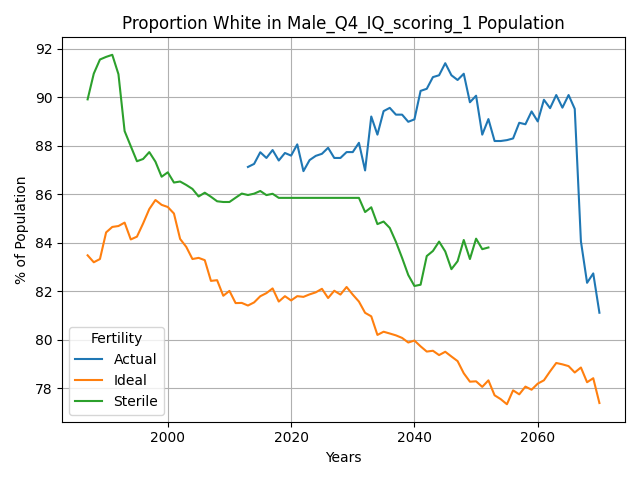 Proportion White in Male_Q4_IQ_scoring_1 Population
92
90
88
86
84
82
80
78
% of Population
Fertility
Actual
Ideal
Sterile
2000
2020
2040
2060
Years